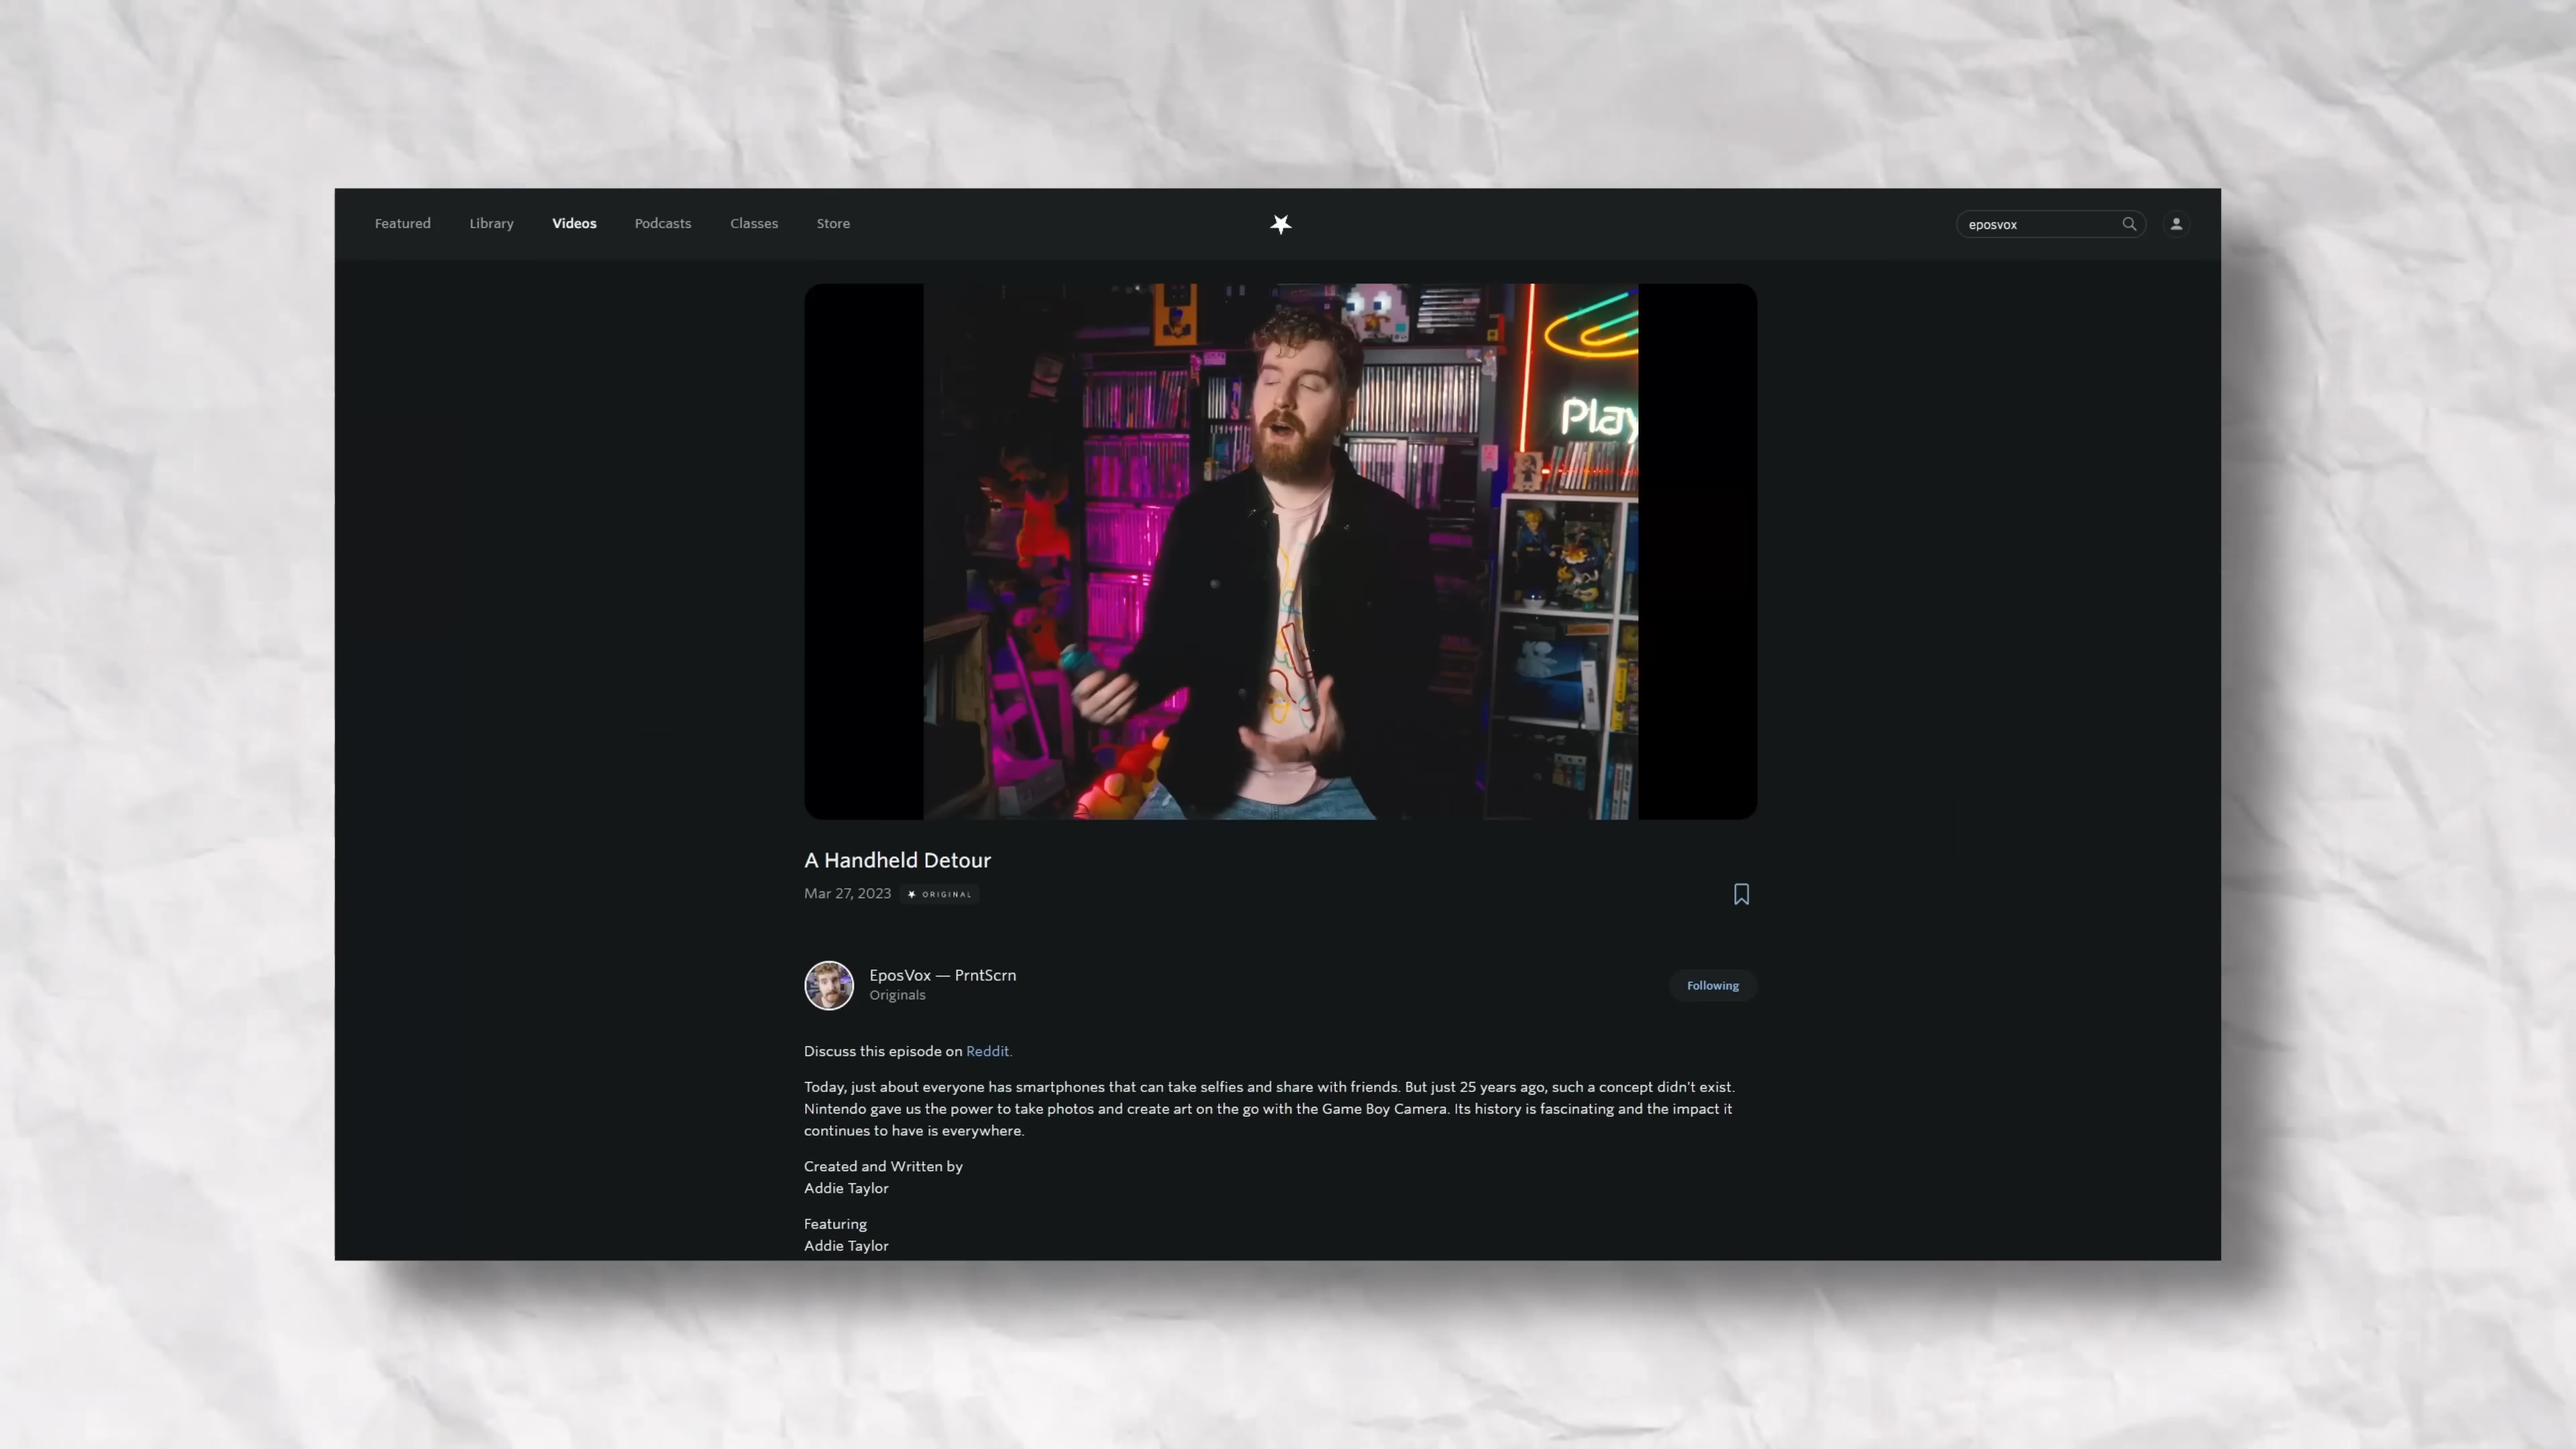 Featured Library Videos Podcasts Classes Store
eposvox
Play
A Handheld Detour
Mar 27, 2023 ORIGINAL
EposVox — PrntScrn
Originals
Following
Discuss this episode on Reddit.
Today, just about everyone has smartphones that can take selfies and share with friends. But just 25 years ago, such a concept didn't exist.
Nintendo gave us the power to take photos and create art on the go with the Game Boy Camera. Its history is fascinating and the impact it
continues to have is everywhere.
Created and Written by
Addie Taylor
Featuring
Addie Taylor